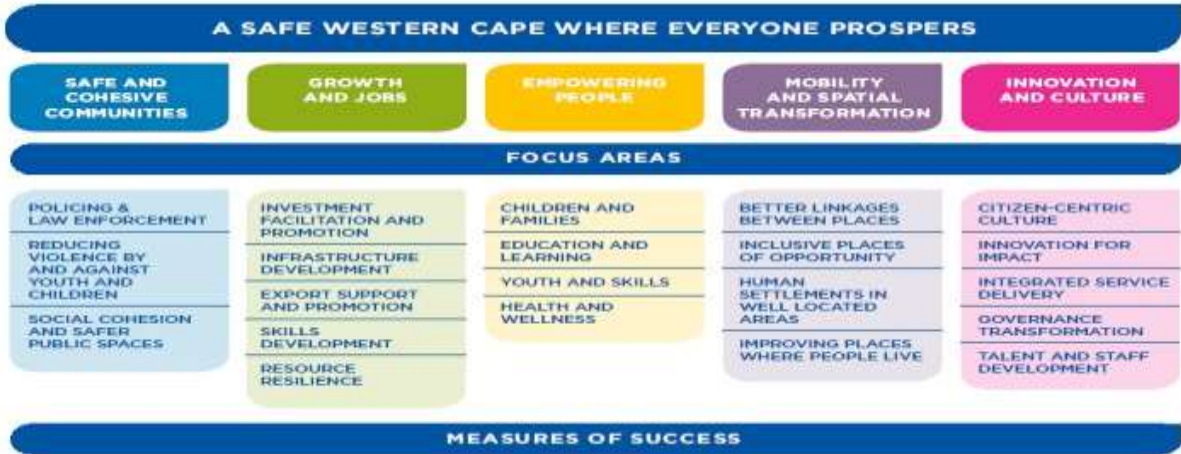 A SAFE WESTERN CAPE WHERE EVERYONE PROSPERS
SAFE AND
COHESIVE
COMMUNITIES
GROWTH
AND JOBS
EMPOWERING
PEOPLE
MOBILITY
AND SPATIAL
TRANSFORMATION
INNOVATION
AND CULTURE
FOCUS AREAS
POLICING &
LAW ENFORCEMENT
REDUCING
VIOLENCE BY
AND AGAINST
YOUTH AND
CHILDREN
SOCIAL COHESION
AND SAFER
PUBLIC SPACES
INVESTMENT
FACILITATION AND
PROMOTION
INFRASTRUCTURE
DEVELOPMENT
EXPORT SUPPORT
AND PROMOTION
SKILLS
DEVELOPMENT
RESOURCE
RESILIENCE
CHILDREN AND
FAMILIES
EDUCATION AND
LEARNING
YOUTH AND SKILLS
HEALTH AND
WELLNESS
BETTER LINKAGES
BETWEEN PLACES
INCLUSIVE PLACES
OF OPPORTUNITY
HUMAN
SETTLEMENTS IN
WELL LOCATED
AREAS
IMPROVING PLACES
WHERE PEOPLE LIVE
CITIZEN-CENTRIC
CULTURE
INNOVATION FOR
IMPACT
INTEGRATED SERVICE
DELIVERY
GOVERNANCE
TRANSFORMATION
TALENT AND STAFF
DEVELOPMENT
MEASURES OF SUCCESS